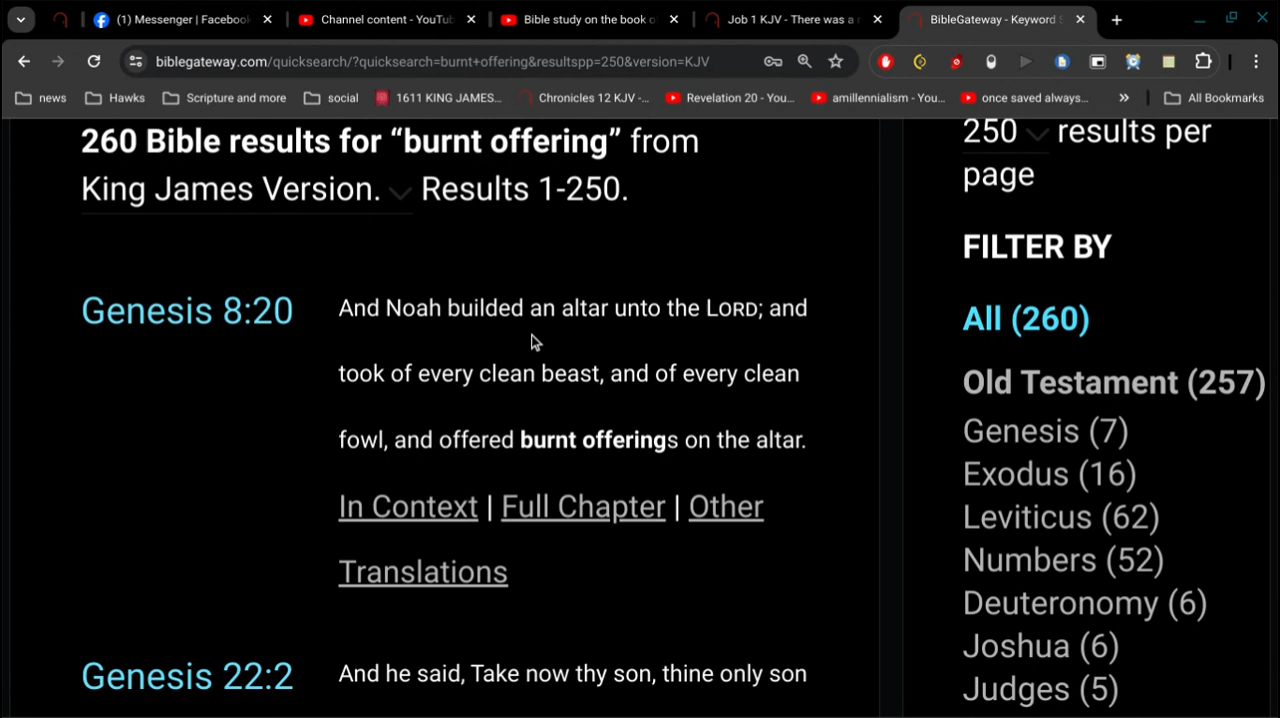 (1) Messenger | Facebook
Channel content - YouTu
Bible study on the book o
Job 1 KJV - There was a r
BibleGateway - Keyword S
biblegateway.com/quicksearch/?quicksearch=burnt+offering&resultspp=250&version=KJV
news
Hawks
Scripture and more
social
1611 KING JAMES...
Chronicles 12 KJV -...
Revelation 20 - You...
amillennialism - You...
once saved always...
All Bookmarks
260 Bible results for “burnt offering” from
King James Version. Results 1-250.
Genesis 8:20
And Noah builded an altar unto the LORD; and
took of every clean beast, and of every clean
fowl, and offered burnt offerings on the altar.
In Context | Full Chapter | Other
Translations
Genesis 22:2
And he said, Take now thy son, thine only son
250 results per
page
FILTER BY
All (260)
Old Testament (257)
Genesis (7)
Exodus (16)
Leviticus (62)
Numbers (52)
Deuteronomy (6)
Joshua (6)
Judges (5)